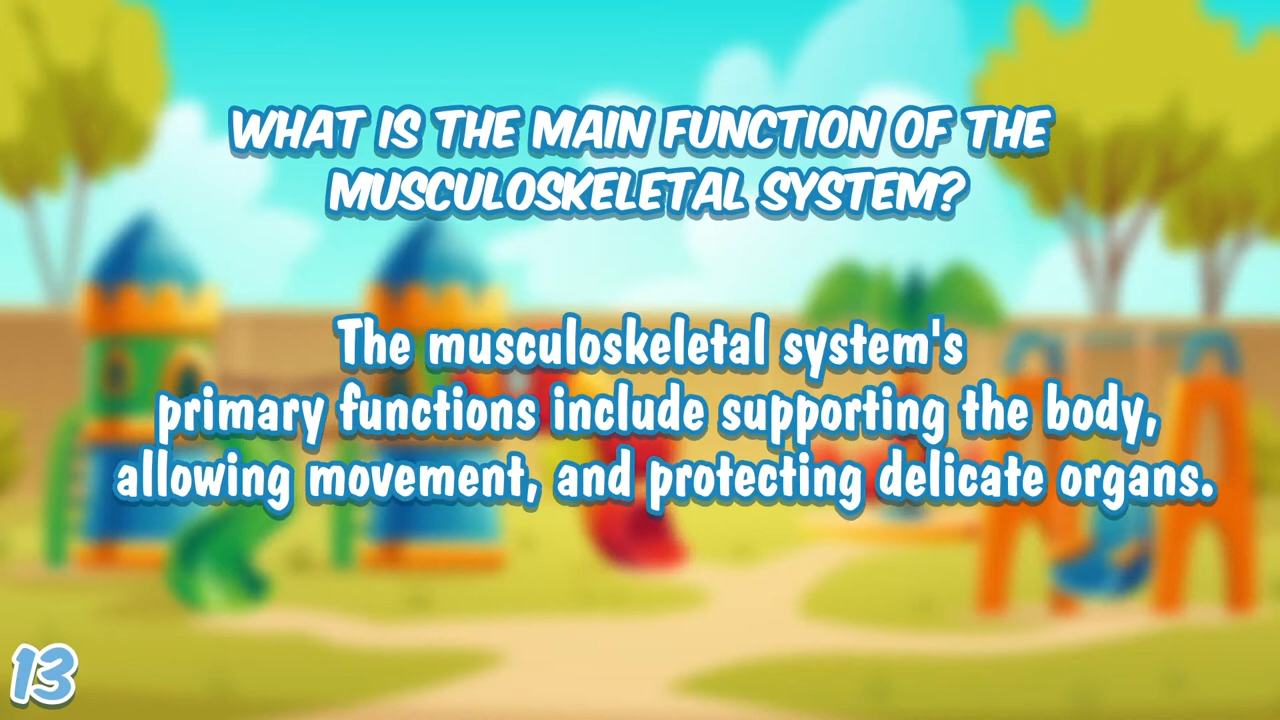 WHAT IS THE MAIN FUNCTION OF THE
MUSCULOSKELETAL SYSTEM?
The musculoskeletal system's
primary functions include supporting the body,
allowing movement, and protecting delicate organs.
13